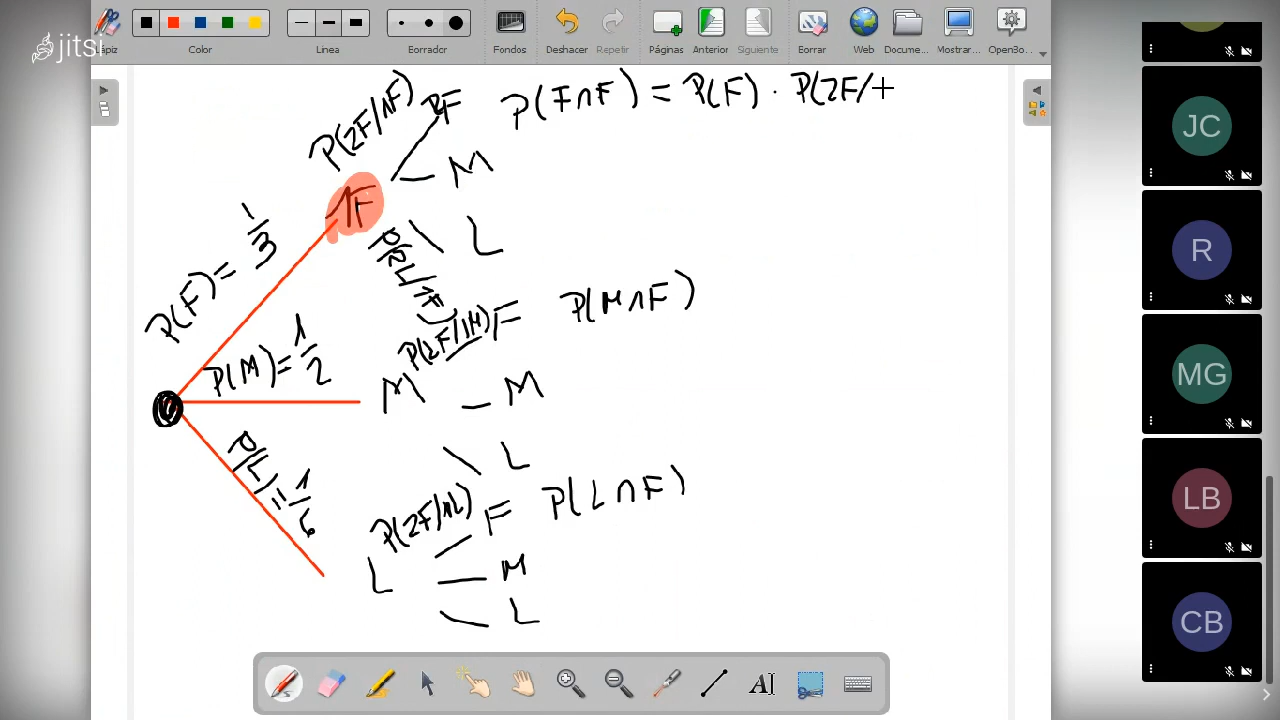 jitsi
Lápiz
Color
Línea
Borrador
Fondos
Deshacer
Repetir
Páginas
Anterior
Siguiente
Borrar
Web
Docume...
Mostrar...
Open3o...
P(2F/1F)
2F
P(F∩F) = P(F) · P(2F/
M
1F
L
P(F) = 1/3
P(2L/1F)
P(2F/1M)
F
P(M∩F)
P(M) = 1/2
M
M
L
P(L) = 1/6
P(2F/1L)
F
P(L∩F)
L
M
L
JC
R
MG
LB
CB